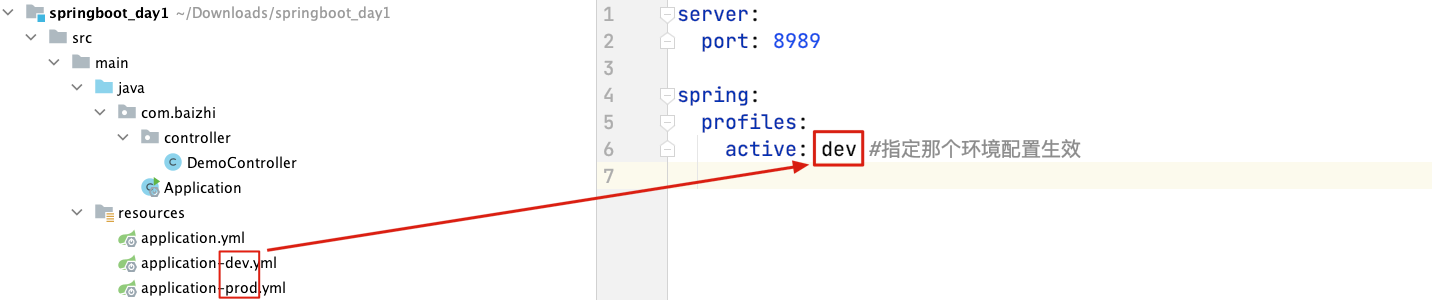 springboot_day1 ~/Downloads/springboot_day1
src
main
java
com.baizhi
controller
DemoController
Application
resources
application.yml
application-dev.yml
application-prod.yml
1 server:
2 port: 8989
3
4 spring:
5 profiles:
6 active: dev #指定那个环境配置生效
7